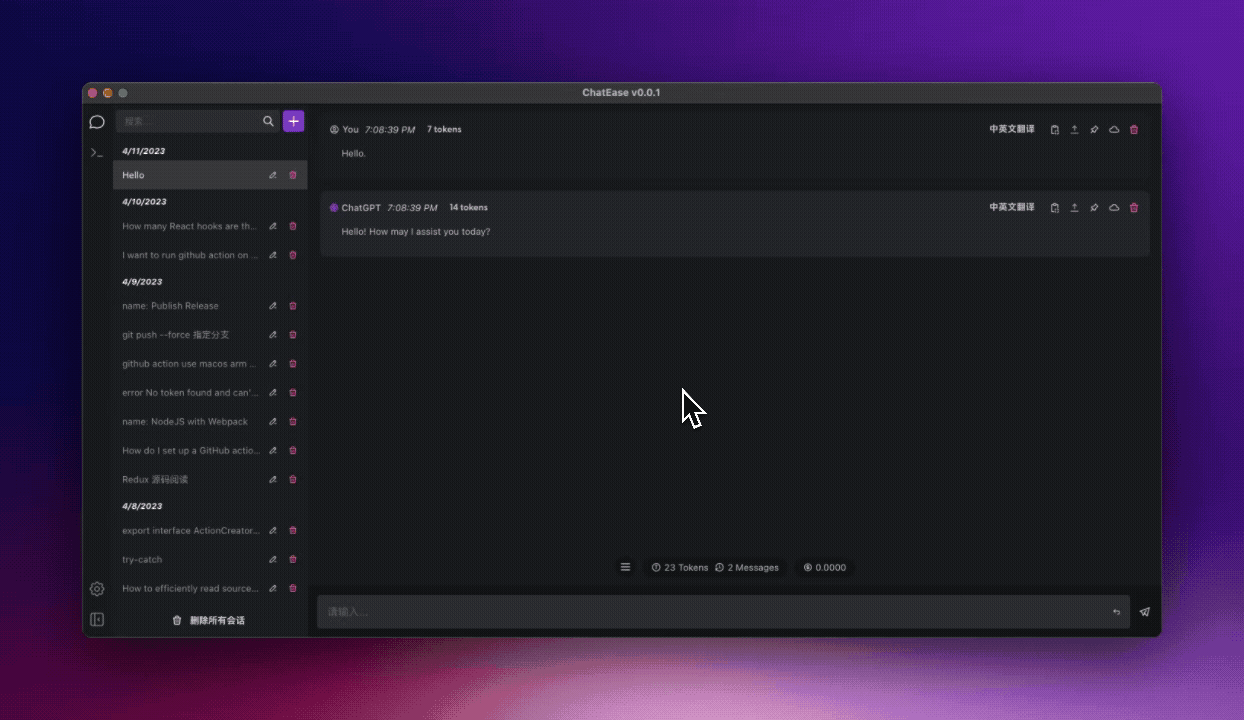 ChatEase v0.0.1
搜索...
4/11/2023
Hello
4/10/2023
How many React hooks are th...
I want to run github action on ...
4/9/2023
name: Publish Release
git push --force 指定分支
github action use macos arm ...
error No token found and can'...
name: NodeJS with Webpack
How do I set up a GitHub actio...
Redux 源码阅读
4/8/2023
export interface ActionCreator...
try-catch
How to efficiently read source...
删除所有会话
You 7:08:39 PM 7 tokens 中英文翻译
Hello.
ChatGPT 7:08:39 PM 14 tokens 中英文翻译
Hello! How may I assist you today?
23 Tokens 2 Messages 0.0000
请输入...